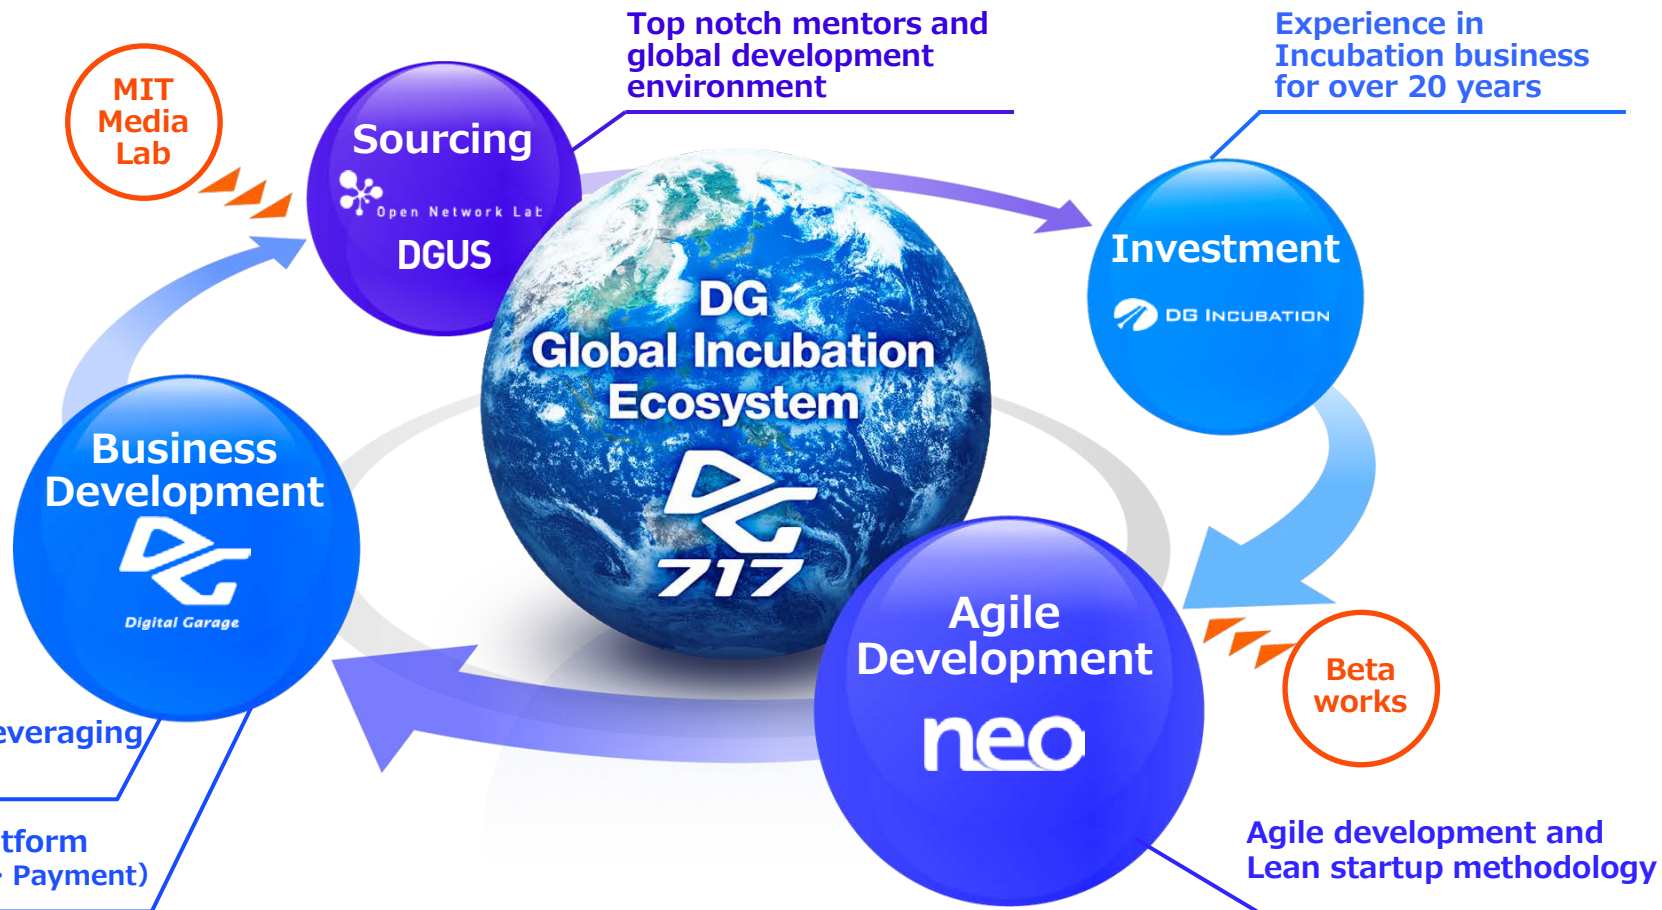 Top notch mentors and
global development
environment
Experience in
Incubation business
for over 20 years
MIT
Media
Lab
Sourcing
Open Network Lab
DGUS
Investment
DG INCUBATION
DG
Global Incubation
Ecosystem
DG
717
Business
Development
DG
Digital Garage
Agile
Development
neo
Beta
works
everaging
tform
・Payment）
Agile development and
Lean startup methodology